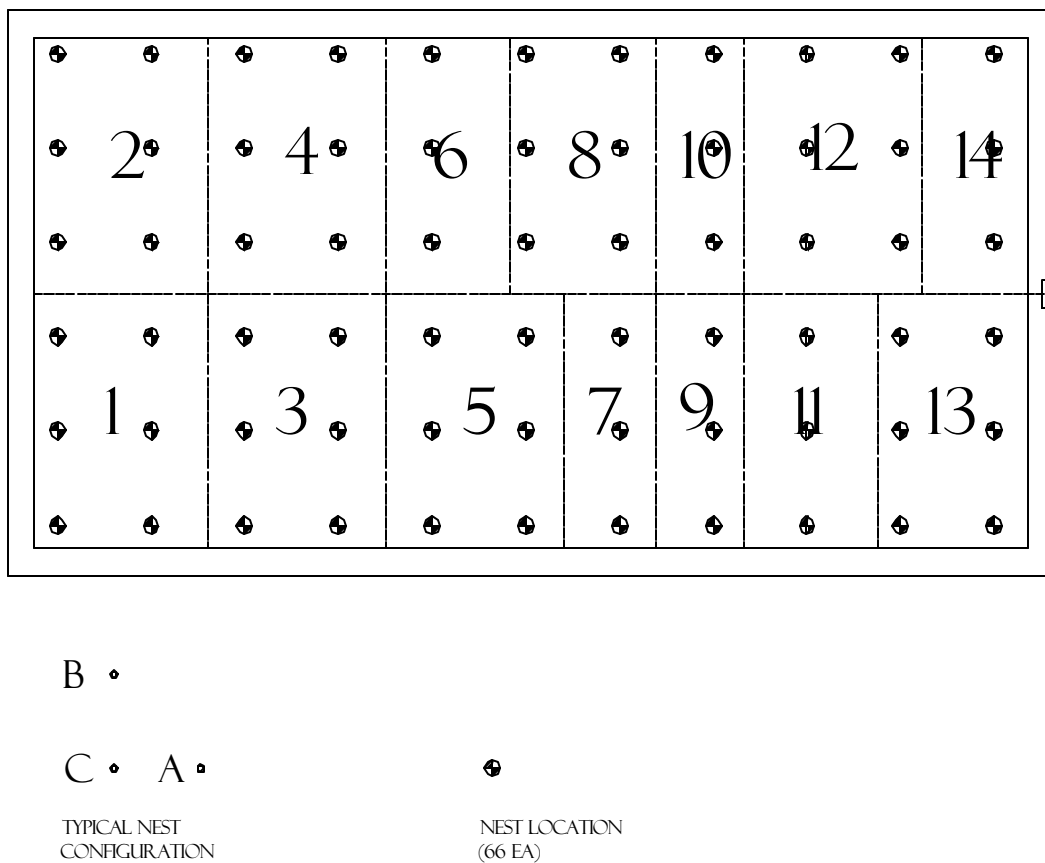 2 4 6 8 10 12 14
1 3 5 7 9 11 13
B
C A
TYPICAL NEST
CONFIGURATION
NEST LOCATION
(66 EA)